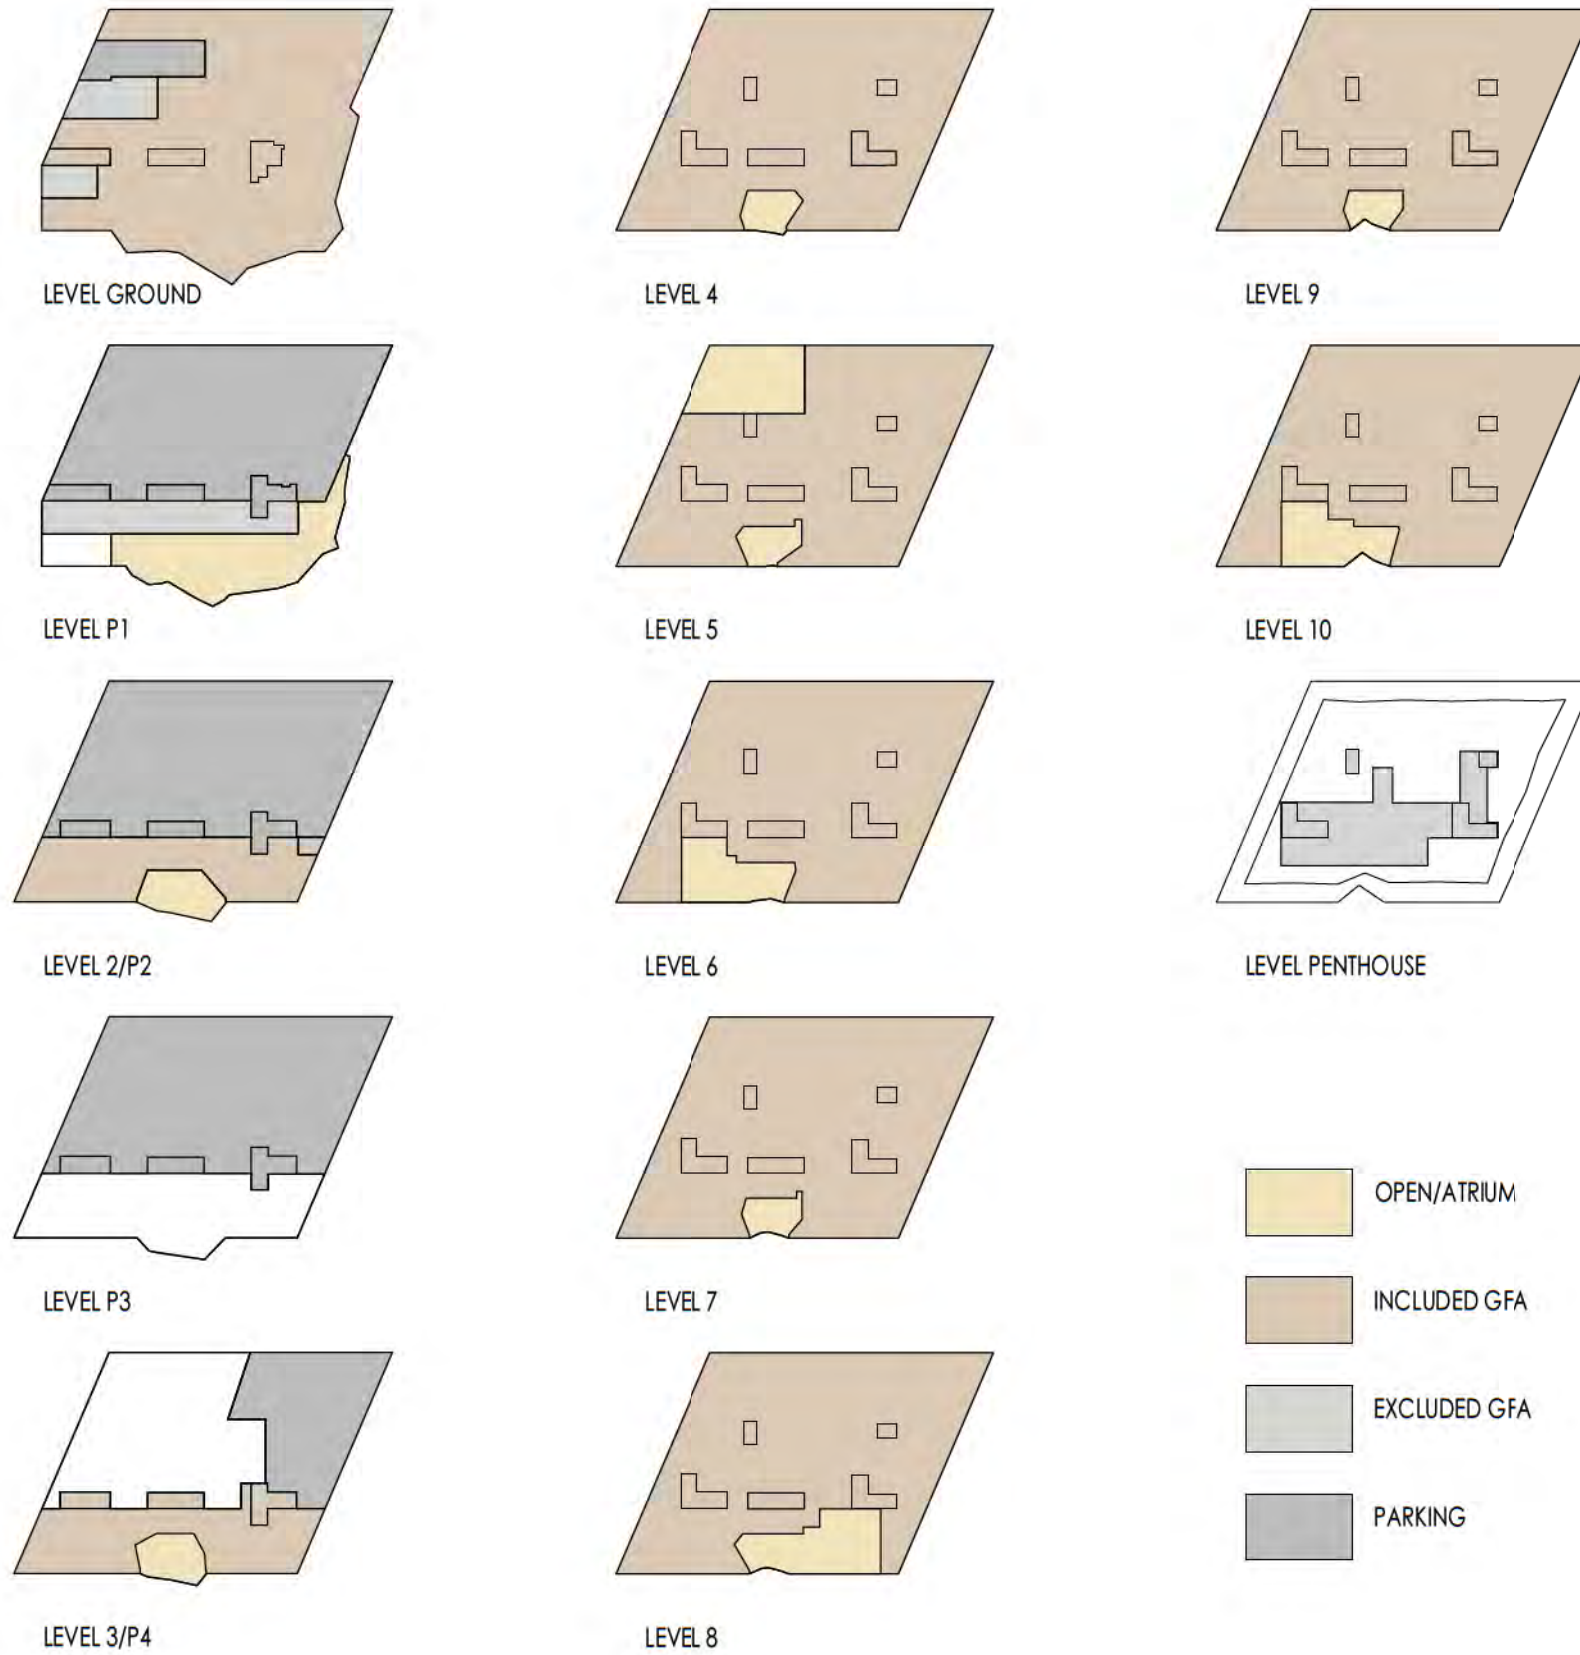 LEVEL GROUND
LEVEL 4
LEVEL 9
LEVEL P1
LEVEL 5
LEVEL 10
LEVEL 2/P2
LEVEL 6
LEVEL PENTHOUSE
LEVEL P3
LEVEL 7
LEVEL 3/P4
LEVEL 8
OPEN/ATRIUM
INCLUDED GFA
EXCLUDED GFA
PARKING